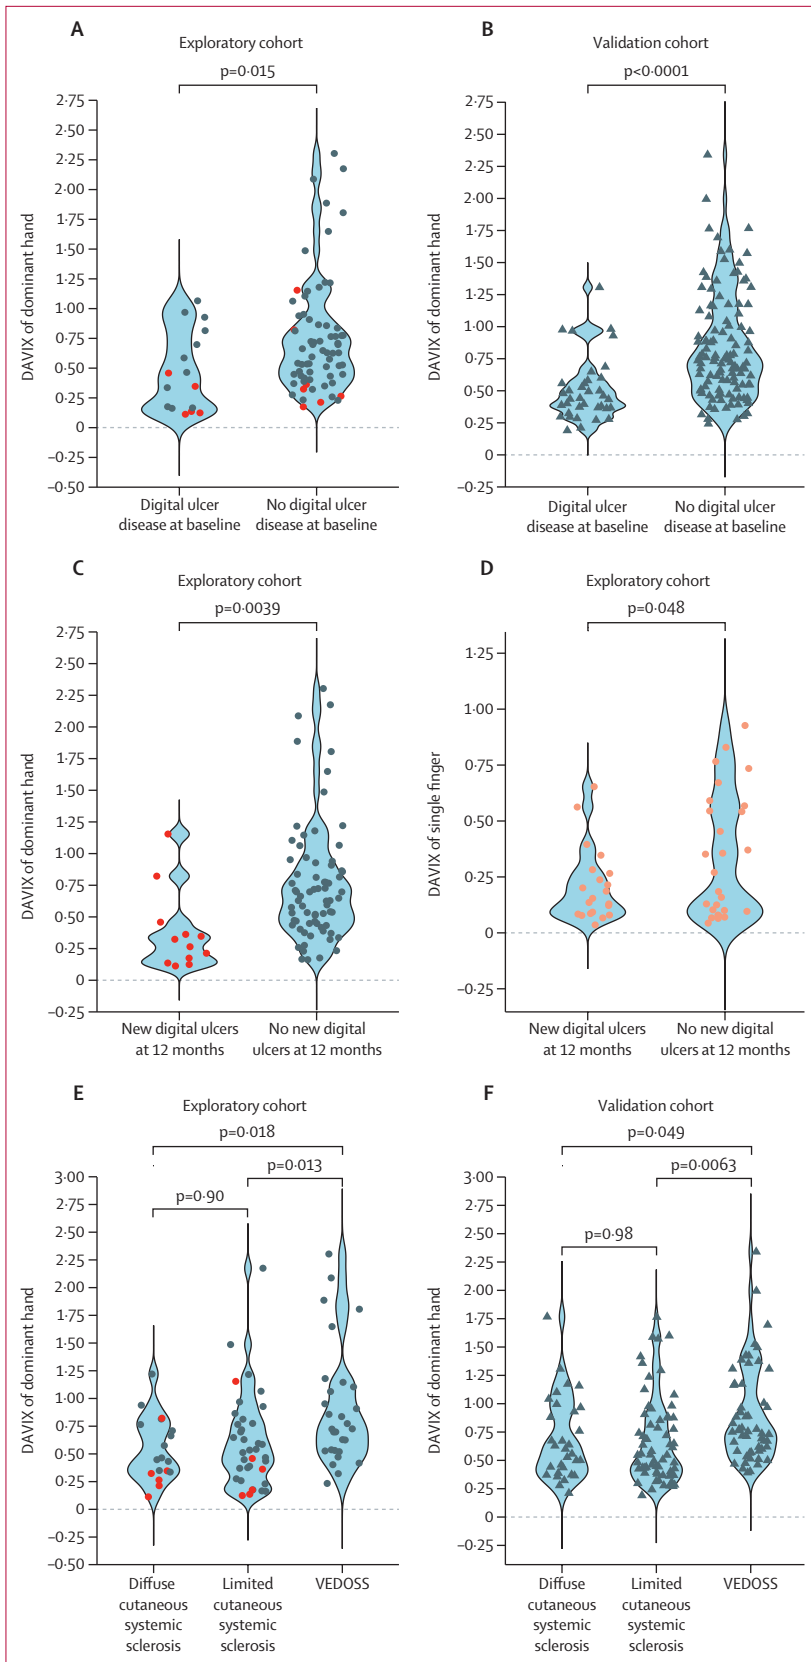 A
Exploratory cohort
p=0·015
2·75
2·50
2·25
2·00
1·75
1·50
1·25
1·00
0·75
0·50
0·25
0
−0·25
−0·50
DAVIX of dominant hand
Digital ulcer
disease at baseline
No digital ulcer
disease at baseline
B
Validation cohort
p<0·0001
2·75
2·50
2·25
2·00
1·75
1·50
1·25
1·00
0·75
0·50
0·25
0
−0·25
DAVIX of dominant hand
Digital ulcer
disease at baseline
No digital ulcer
disease at baseline
C
Exploratory cohort
p=0·0039
2·75
2·50
2·25
2·00
1·75
1·50
1·25
1·00
0·75
0·50
0·25
0
−0·25
DAVIX of dominant hand
New digital ulcers
at 12 months
No new digital
ulcers at 12 months
D
Exploratory cohort
p=0·048
1·25
1·00
0·75
0·50
0·25
0
−0·25
DAVIX of single finger
New digital ulcers
at 12 months
No new digital
ulcers at 12 months
E
Exploratory cohort
p=0·018
p=0·013
p=0·90
3·00
2·75
2·50
2·25
2·00
1·75
1·50
1·25
1·00
0·75
0·50
0·25
0
−0·25
−0·50
DAVIX of dominant hand
Diffuse
cutaneous
systemic
sclerosis
Limited
cutaneous
systemic
sclerosis
VEDOSS
F
Validation cohort
p=0·049
p=0·0063
p=0·98
3·00
2·75
2·50
2·25
2·00
1·75
1·50
1·25
1·00
0·75
0·50
0·25
0
−0·25
DAVIX of dominant hand
Diffuse
cutaneous
systemic
sclerosis
Limited
cutaneous
systemic
sclerosis
VEDOSS